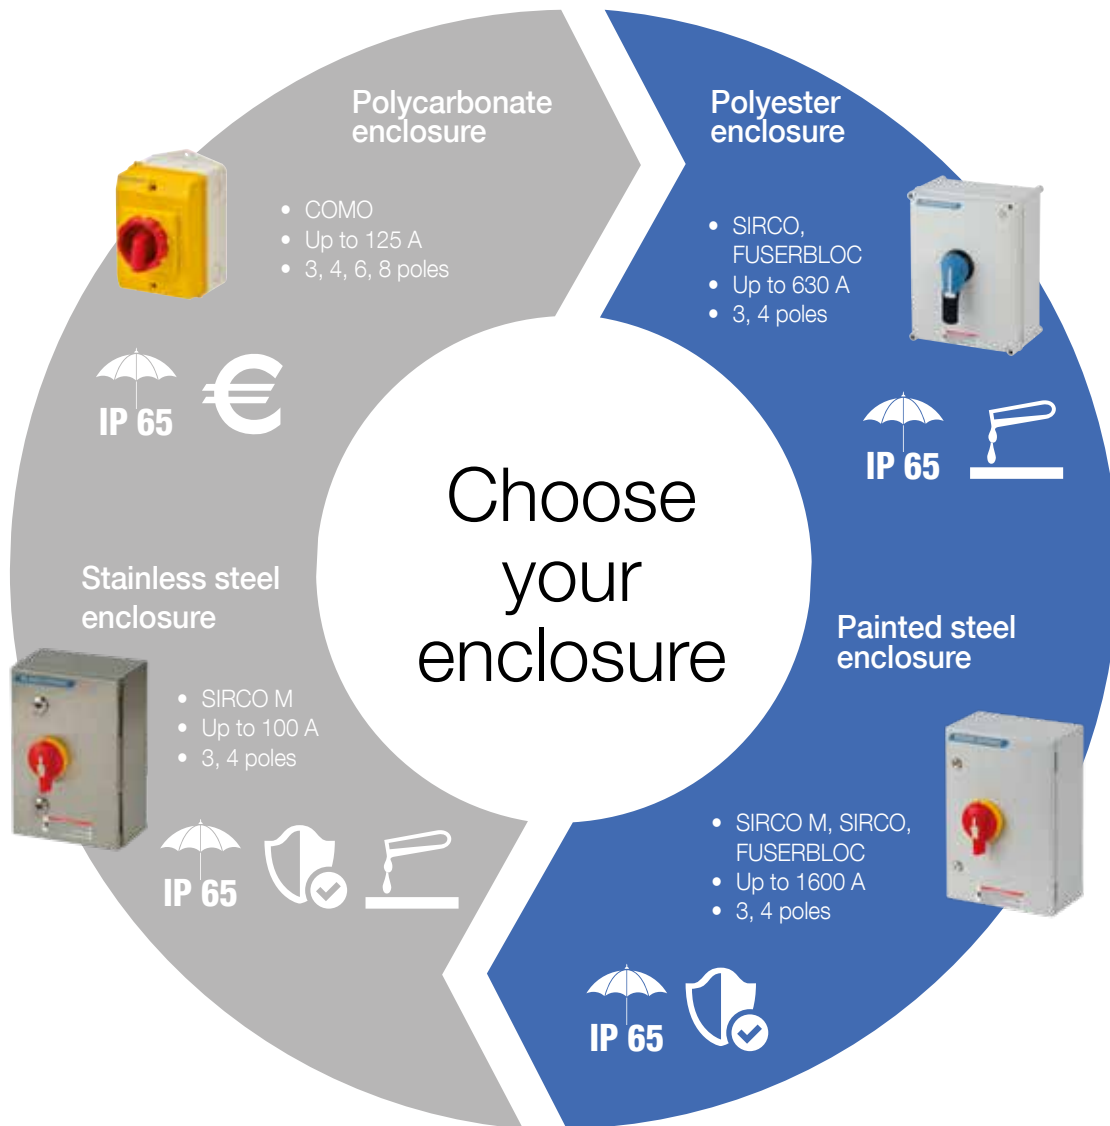 Polycarbonate
enclosure
• COMO
• Up to 125 A
• 3, 4, 6, 8 poles
IP 65
€
Polyester
enclosure
• SIRCO,
FUSERBLOC
• Up to 630 A
• 3, 4 poles
IP 65
Choose
your
enclosure
Stainless steel
enclosure
• SIRCO M
• Up to 100 A
• 3, 4 poles
IP 65
Painted steel
enclosure
• SIRCO M, SIRCO,
FUSERBLOC
• Up to 1600 A
• 3, 4 poles
IP 65